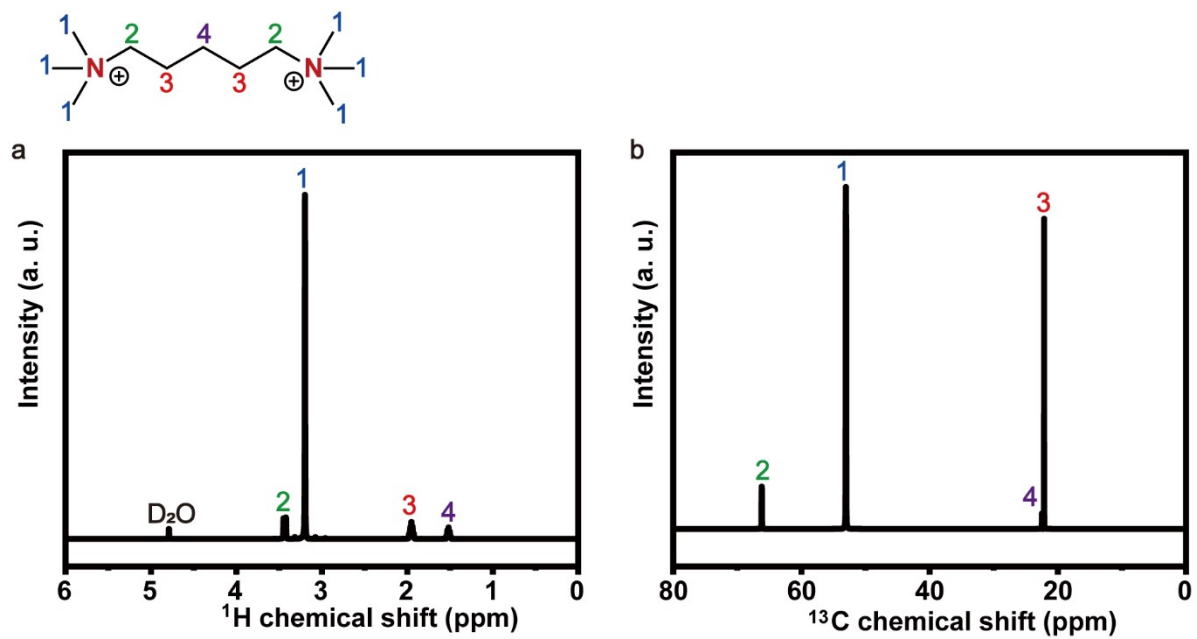 1 2 4 2 1
1 N ⊕ 3 3 ⊕ N 1
1 1
a
Intensity (a. u.)
1
D₂O
2
3
4
6 5 4 3 2 1 0
¹H chemical shift (ppm)
b
Intensity (a. u.)
1
3
2
4
80 60 40 20 0
¹³C chemical shift (ppm)